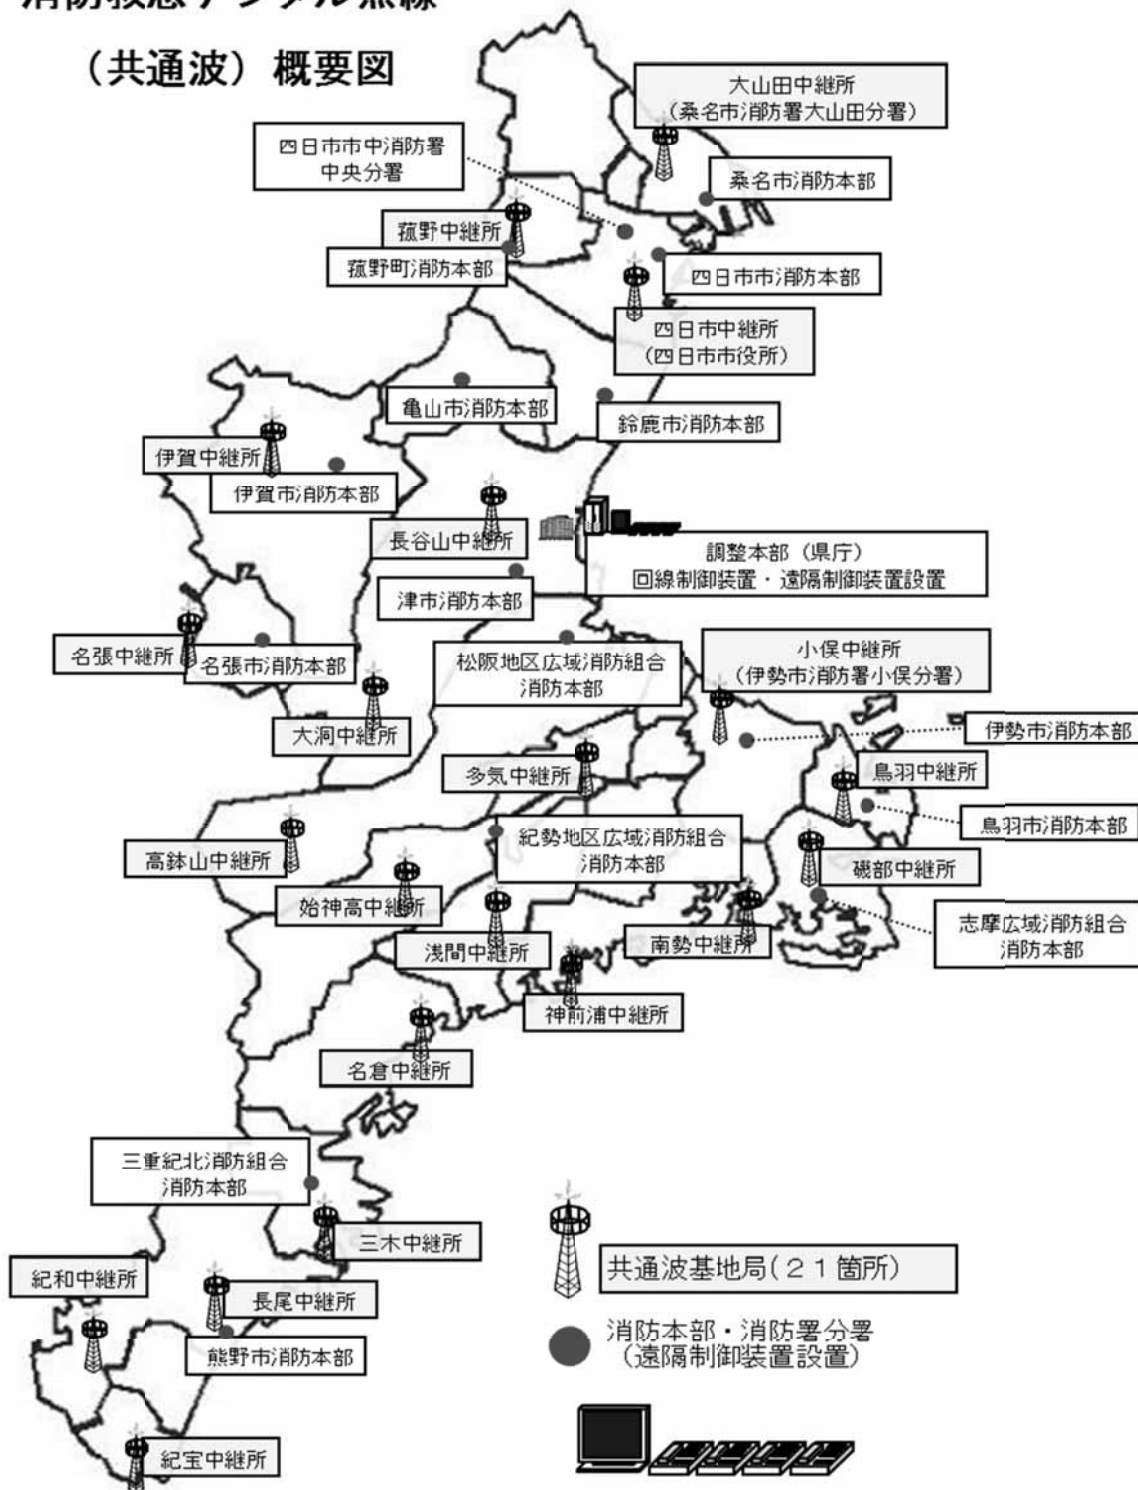 消防救急デジタル無線
（共通波）概要図
大山田中継所
（桑名市消防署大山田分署）
四日市市中消防署
中央分署
桑名市消防本部
菰野中継所
菰野町消防本部
四日市市消防本部
四日市中継所
（四日市市役所）
亀山市消防本部
鈴鹿市消防本部
伊賀中継所
伊賀市消防本部
長谷山中継所
調整本部（県庁）
回線制御装置・遠隔制御装置設置
津市消防本部
名張中継所
名張市消防本部
松阪地区広域消防組合
消防本部
小俣中継所
（伊勢市消防署小俣分署）
大洞中継所
伊勢市消防本部
多気中継所
鳥羽中継所
鳥羽市消防本部
高鉢山中継所
紀勢地区広域消防組合
消防本部
磯部中継所
始神高中継所
浅間中継所
南勢中継所
志摩広域消防組合
消防本部
神前浦中継所
名倉中継所
三重紀北消防組合
消防本部
三木中継所
紀和中継所
長尾中継所
熊野市消防本部
紀宝中継所
共通波基地局（２１箇所）
消防本部・消防署分署
（遠隔制御装置設置）